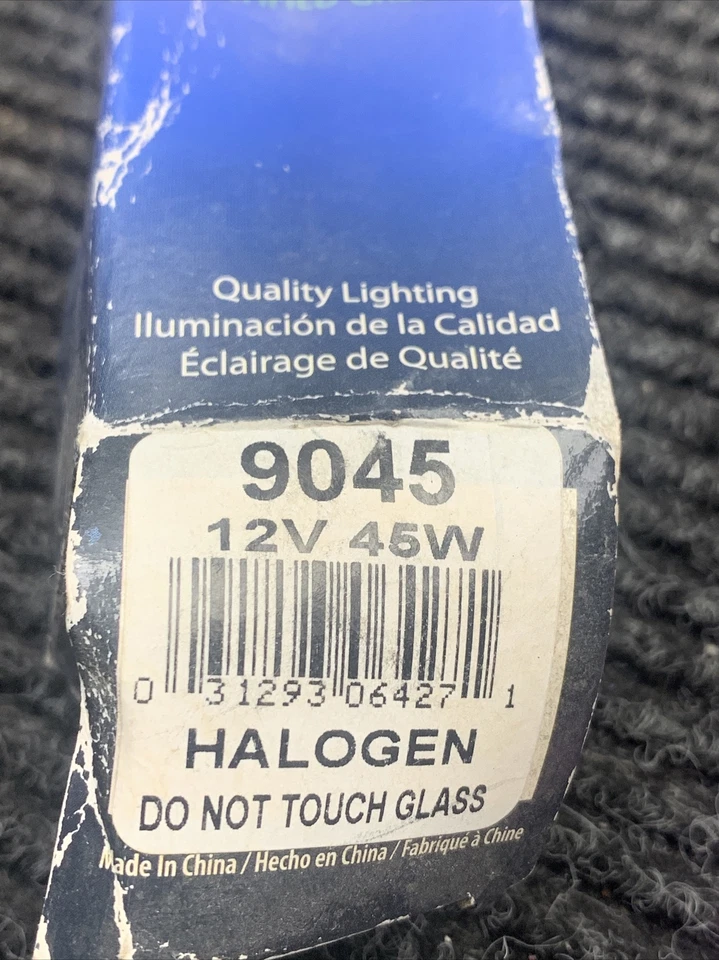 Quality Lighting
Iluminación de la Calidad
Éclairage de Qualité
9045
12V 45W
0 31293 06427 1
HALOGEN
DO NOT TOUCH GLASS
Made In China / Hecho en China / Fabriqué à Chine